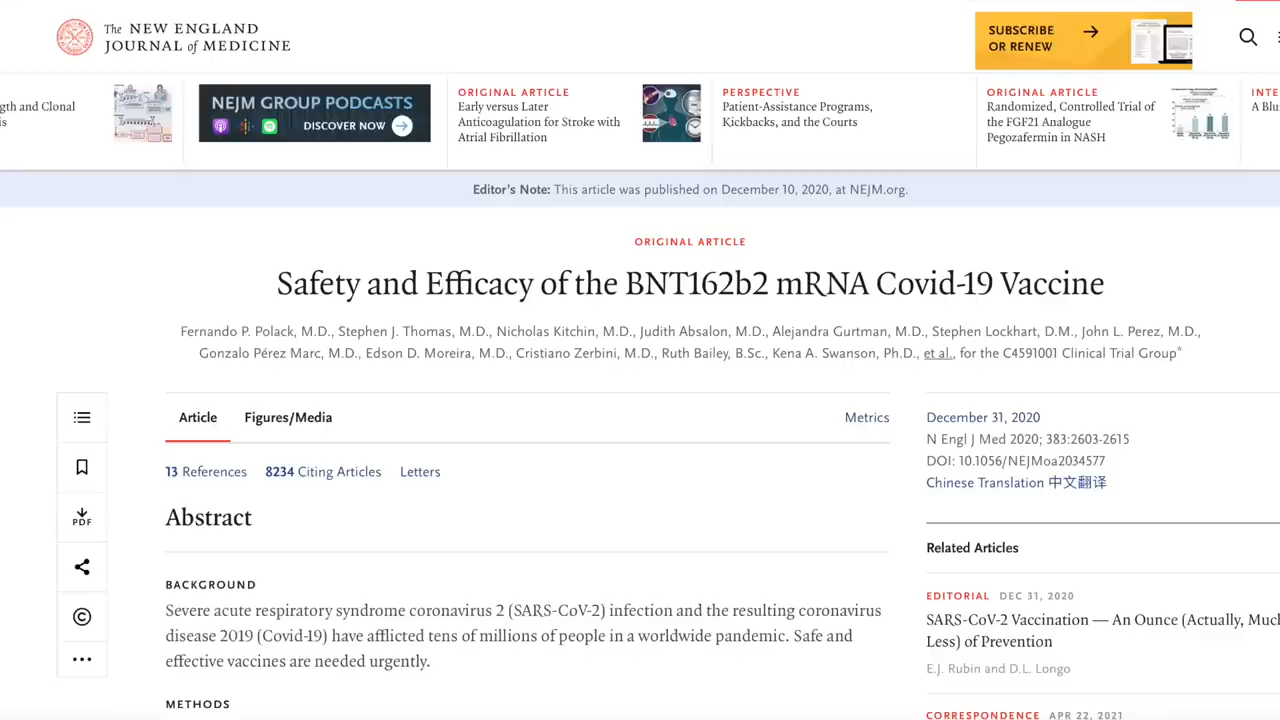 The NEW ENGLAND
JOURNAL of MEDICINE
SUBSCRIBE
OR RENEW
gth and Clonal
is
NEJM GROUP PODCASTS
DISCOVER NOW
ORIGINAL ARTICLE
Early versus Later
Anticoagulation for Stroke with
Atrial Fibrillation
PERSPECTIVE
Patient-Assistance Programs,
Kickbacks, and the Courts
ORIGINAL ARTICLE
Randomized, Controlled Trial of
the FGF21 Analogue
Pegozafermin in NASH
INTE
A Blu
Editor's Note: This article was published on December 10, 2020, at NEJM.org.
ORIGINAL ARTICLE
Safety and Efficacy of the BNT162b2 mRNA Covid-19 Vaccine
Fernando P. Polack, M.D., Stephen J. Thomas, M.D., Nicholas Kitchin, M.D., Judith Absalon, M.D., Alejandra Gurtman, M.D., Stephen Lockhart, D.M., John L. Perez, M.D.,
Gonzalo Pérez Marc, M.D., Edson D. Moreira, M.D., Cristiano Zerbini, M.D., Ruth Bailey, B.Sc., Kena A. Swanson, Ph.D., et al., for the C4591001 Clinical Trial Group*
Article Figures/Media Metrics
13 References 8234 Citing Articles Letters
PDF
Abstract
BACKGROUND
Severe acute respiratory syndrome coronavirus 2 (SARS-CoV-2) infection and the resulting coronavirus
disease 2019 (Covid-19) have afflicted tens of millions of people in a worldwide pandemic. Safe and
effective vaccines are needed urgently.
METHODS
December 31, 2020
N Engl J Med 2020; 383:2603-2615
DOI: 10.1056/NEJMoa2034577
Chinese Translation 中文翻译
Related Articles
EDITORIAL DEC 31, 2020
SARS-CoV-2 Vaccination — An Ounce (Actually, Much
Less) of Prevention
E.J. Rubin and D.L. Longo
CORRESPONDENCE APR 22, 2021